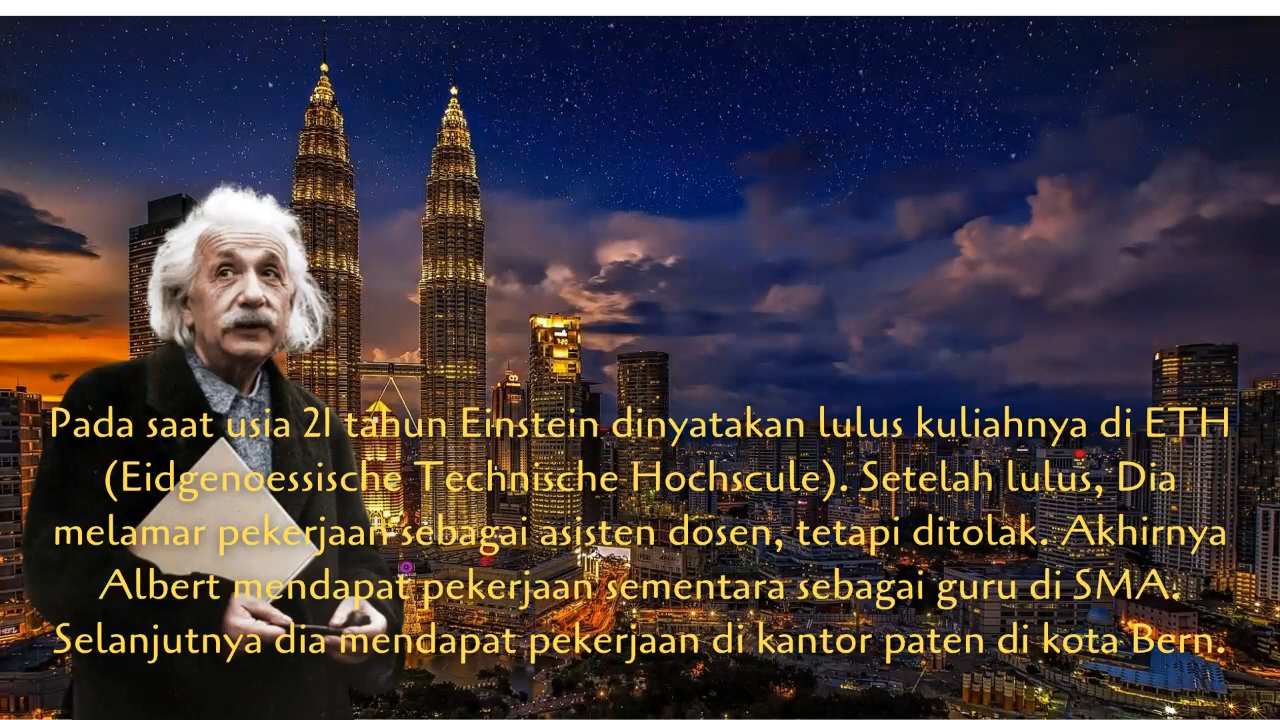 Pada saat usia 21 tahun Einstein dinyatakan lulus kuliahnya di ETH
(Eidgenoessische Technische Hochscule). Setelah lulus, Dia
melamar pekerjaan sebagai asisten dosen, tetapi ditolak. Akhirnya
Albert mendapat pekerjaan sementara sebagai guru di SMA.
Selanjutnya dia mendapat pekerjaan di kantor paten di kota Bern.